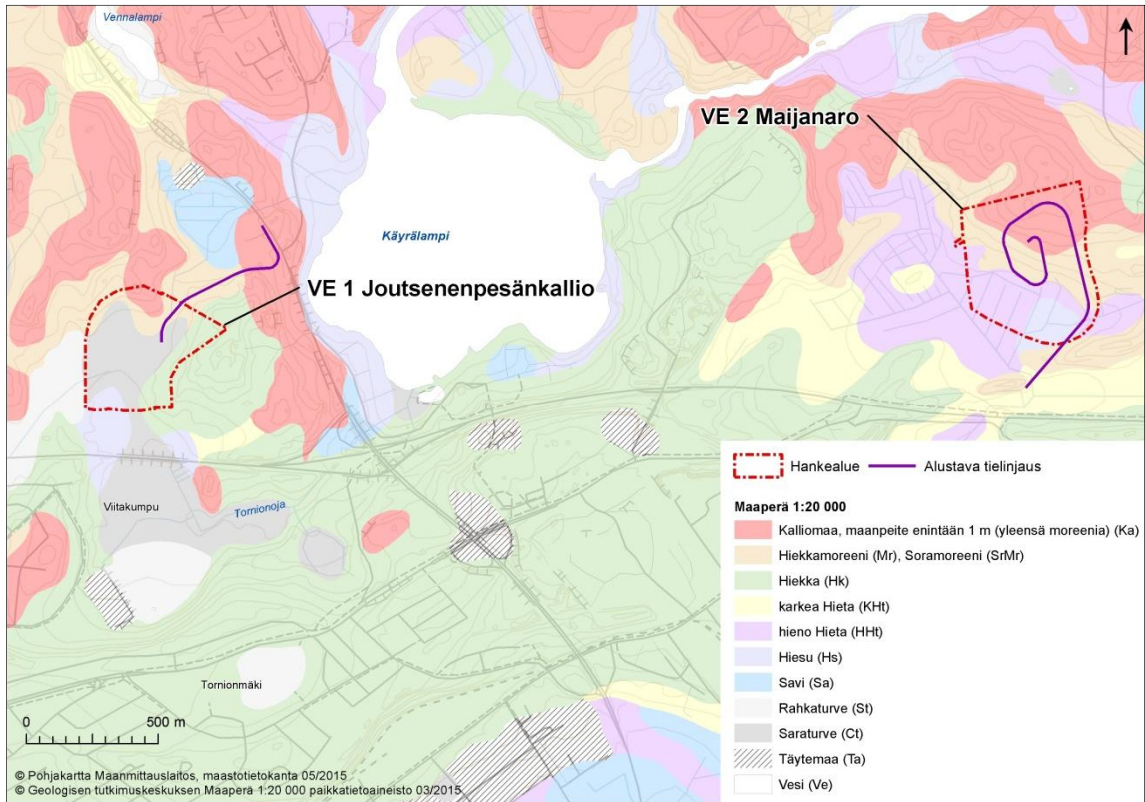 Vennalampi
VE 2 Maijanaro
Käyrälampi
VE 1 Joutsenenpesänkallio
Viitakumpu
Tornionoja
Tornionmäki
0 500 m
© Pohjakartta Maanmittauslaitos, maastotietokanta 05/2015
© Geologisen tutkimuskeskuksen Maaperä 1:20 000 paikkatietoaineisto 03/2015
Hankealue Alustava tielinjaus
Maaperä 1:20 000
Kalliomaa, maanpeite enintään 1 m (yleensä moreenia) (Ka)
Hiekkamoreeni (Mr), Soramoreeni (SrMr)
Hiekka (Hk)
karkea Hieta (KHt)
hieno Hieta (HHt)
Hiesu (Hs)
Savi (Sa)
Rahkaturve (St)
Saraturve (Ct)
Täytemaa (Ta)
Vesi (Ve)